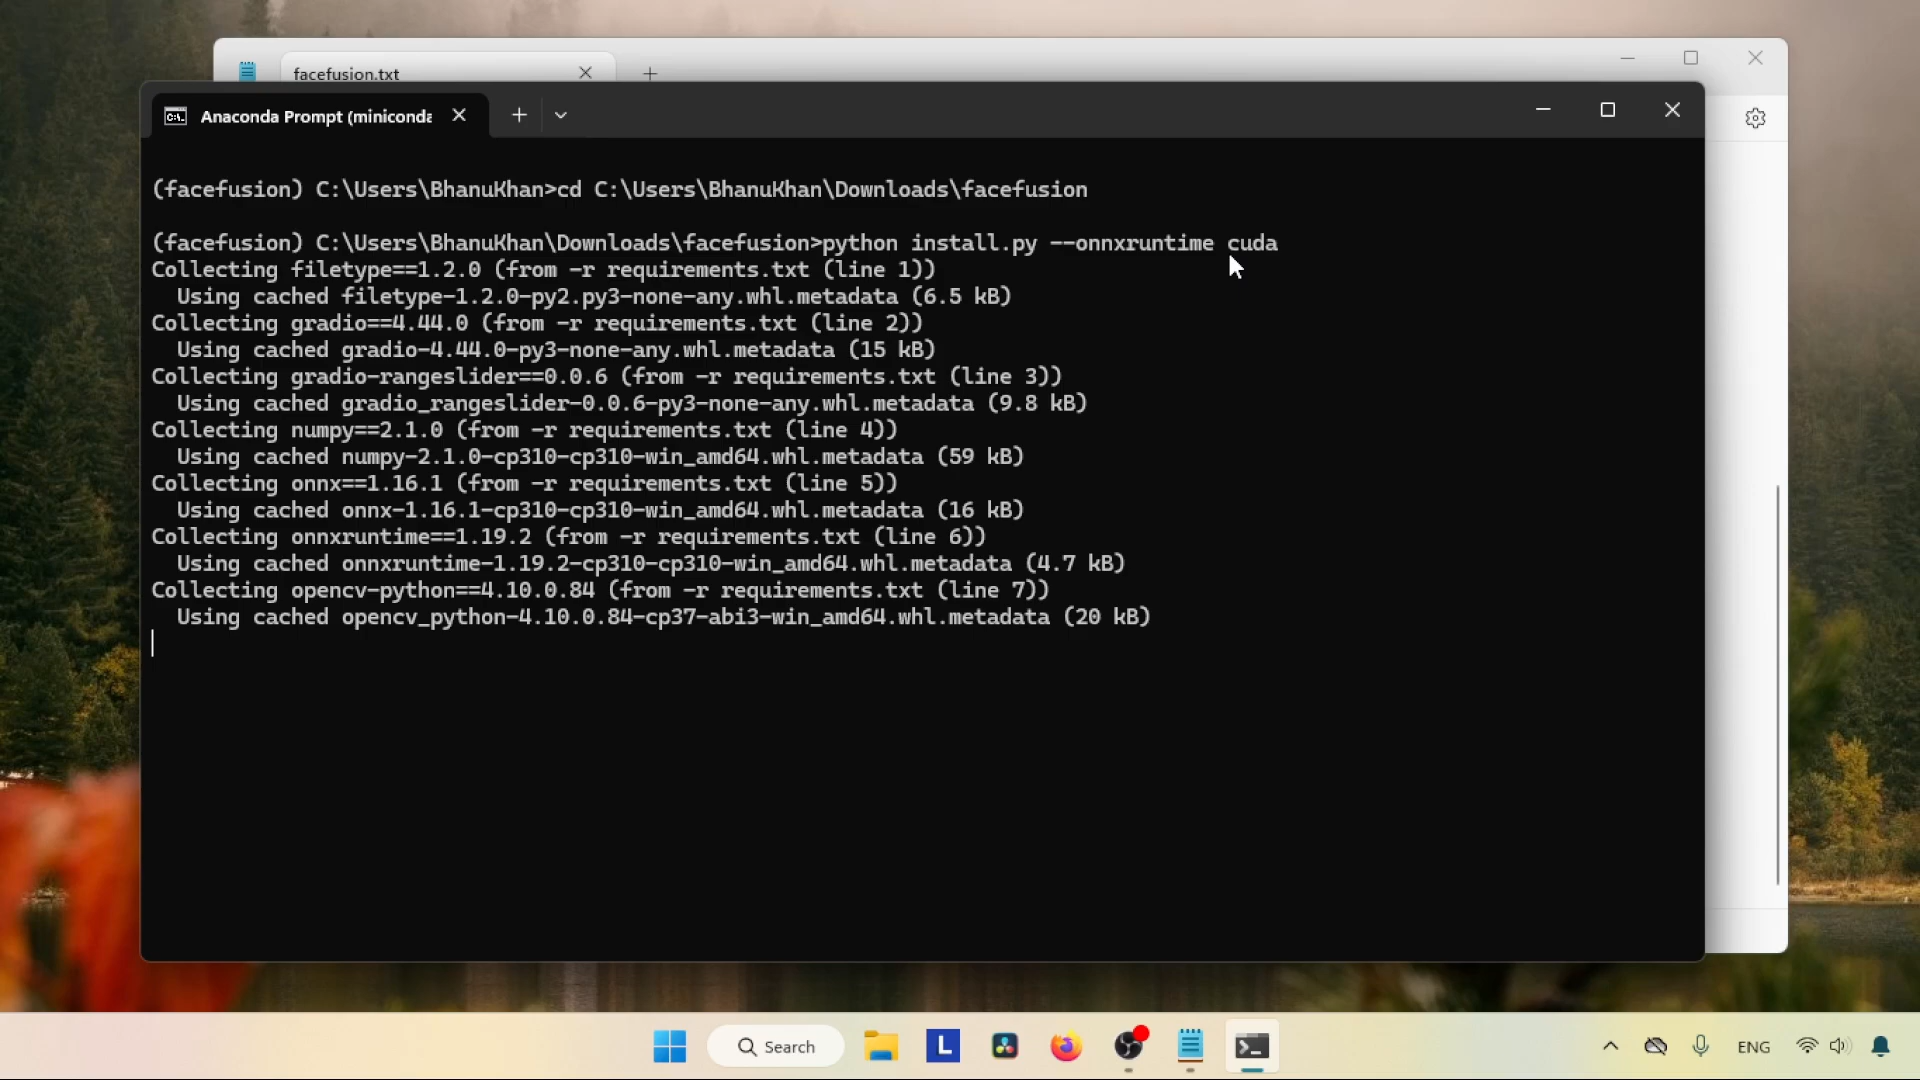 facefusion.txt
Anaconda Prompt (miniconda
(facefusion) C:\Users\BhanuKhan>cd C:\Users\BhanuKhan\Downloads\facefusion
(facefusion) C:\Users\BhanuKhan\Downloads\facefusion>python install.py --onnxruntime cuda
Collecting filetype==1.2.0 (from -r requirements.txt (line 1))
Using cached filetype-1.2.0-py2.py3-none-any.whl.metadata (6.5 kB)
Collecting gradio==4.44.0 (from -r requirements.txt (line 2))
Using cached gradio-4.44.0-py3-none-any.whl.metadata (15 kB)
Collecting gradio-rangeslider==0.0.6 (from -r requirements.txt (line 3))
Using cached gradio_rangeslider-0.0.6-py3-none-any.whl.metadata (9.8 kB)
Collecting numpy==2.1.0 (from -r requirements.txt (line 4))
Using cached numpy-2.1.0-cp310-cp310-win_amd64.whl.metadata (59 kB)
Collecting onnx==1.16.1 (from -r requirements.txt (line 5))
Using cached onnx-1.16.1-cp310-cp310-win_amd64.whl.metadata (16 kB)
Collecting onnxruntime==1.19.2 (from -r requirements.txt (line 6))
Using cached onnxruntime-1.19.2-cp310-cp310-win_amd64.whl.metadata (4.7 kB)
Collecting opencv-python==4.10.0.84 (from -r requirements.txt (line 7))
Using cached opencv_python-4.10.0.84-cp37-abi3-win_amd64.whl.metadata (20 kB)
Search
L
ENG